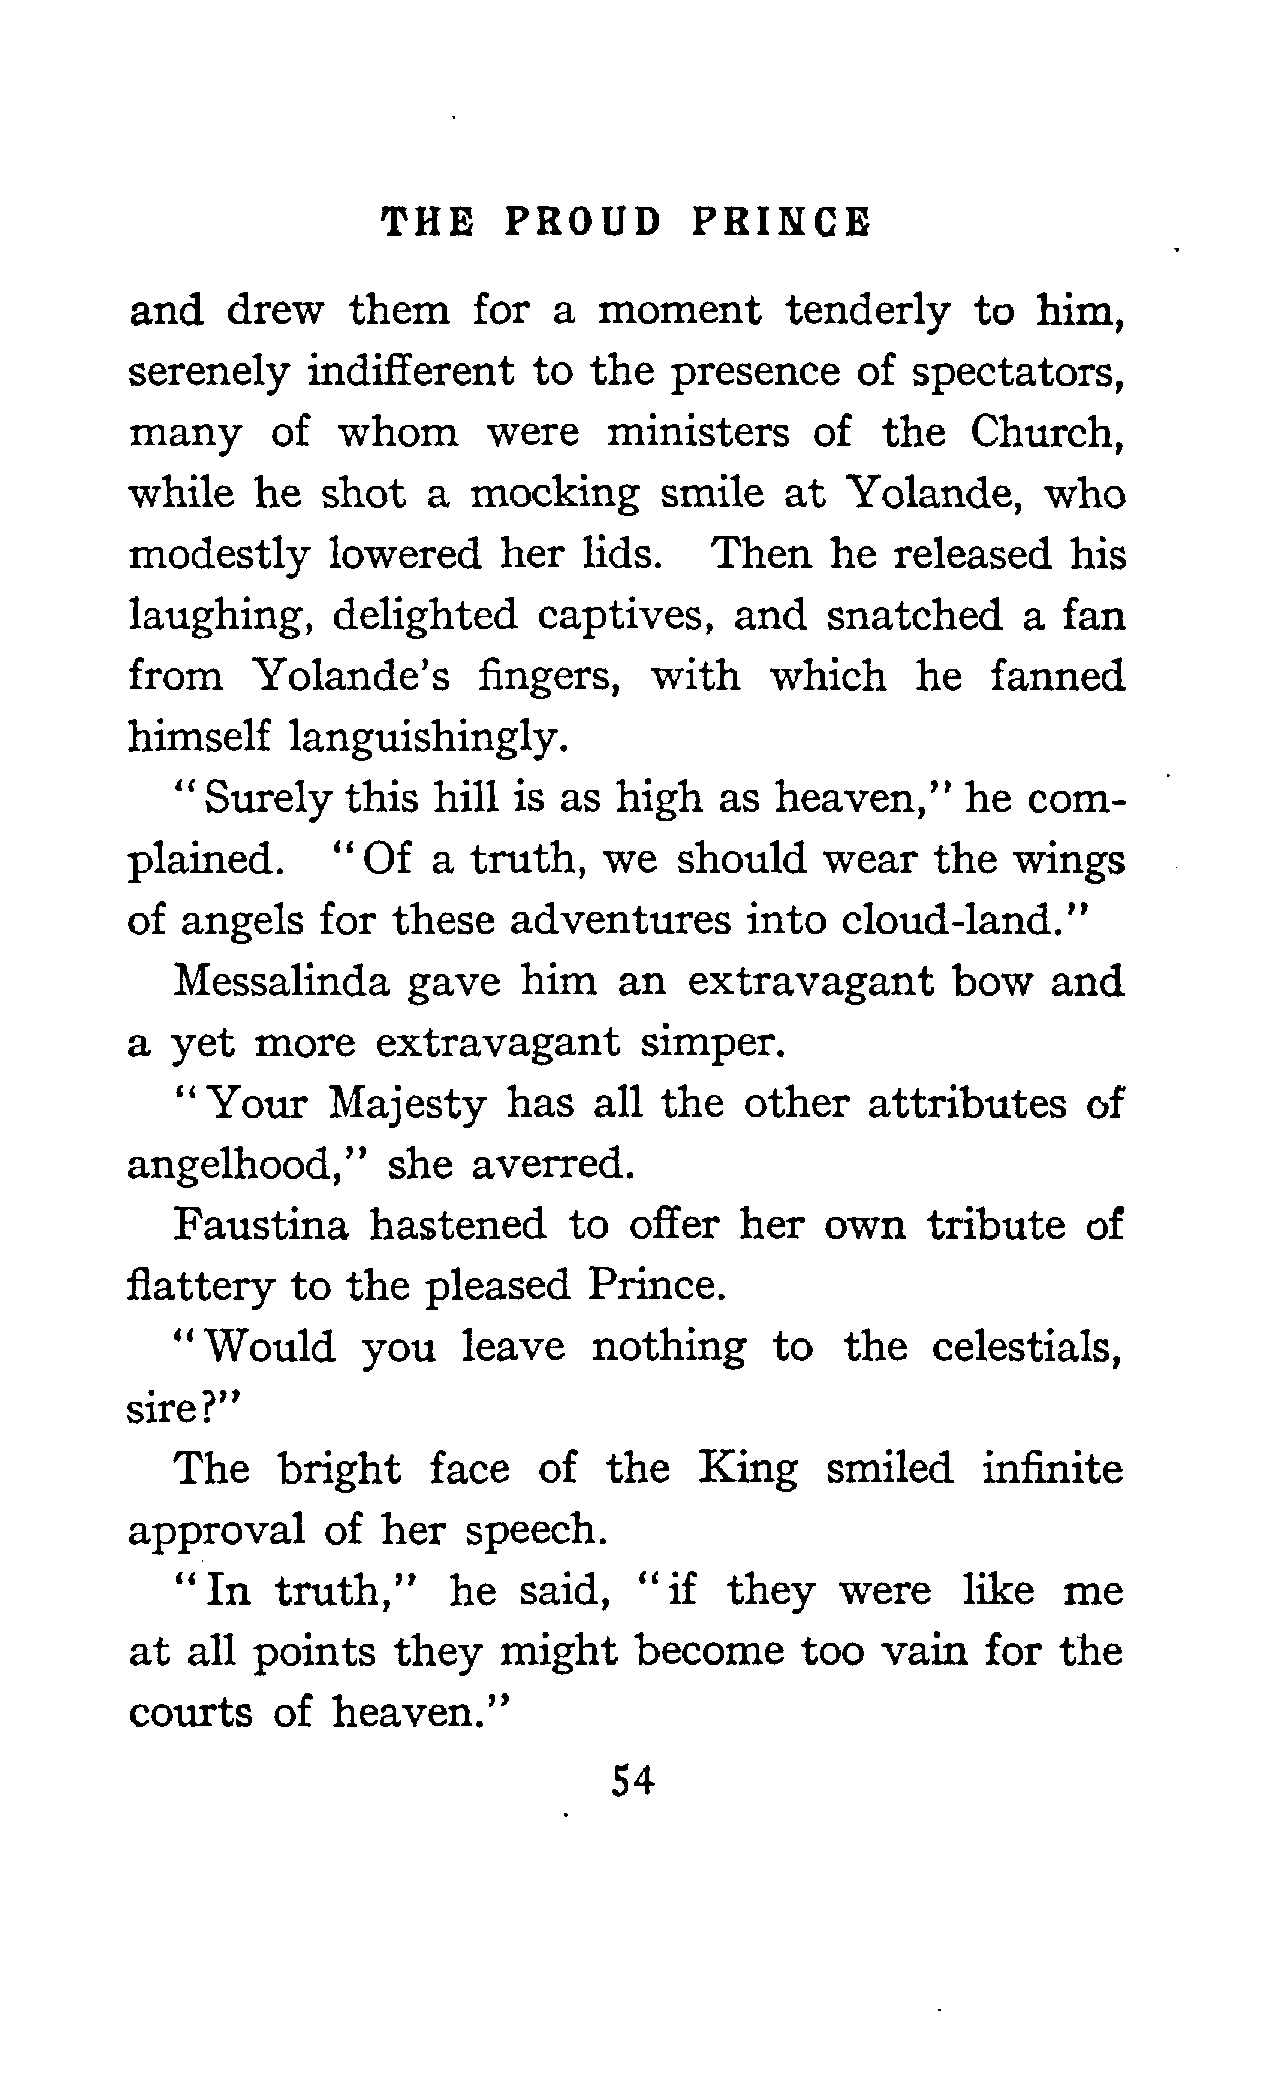 THE PROUD PRINCE
and drew them for a moment tenderly to him,
serenely indifferent to the presence of spectators,
many of whom were ministers of the Church,
while he shot a mocking smile at Yolande, who
modestly lowered her lids. Then he released his
laughing, delighted captives, and snatched a fan
from Yolande's fingers, with which he fanned
himself languishingly.
"Surely this hill is as high as heaven," he com-
plained. "Of a truth, we should wear the wings
of angels for these adventures into cloud-land."
Messalinda gave him an extravagant bow and
a yet more extravagant simper.
"Your Majesty has all the other attributes of
angelhood," she averred.
Faustina hastened to offer her own tribute of
flattery to the pleased Prince.
"Would you leave nothing to the celestials,
sire?"
The bright face of the King smiled infinite
approval of her speech.
"In truth," he said, "if they were like me
at all points they might become too vain for the
courts of heaven."
54